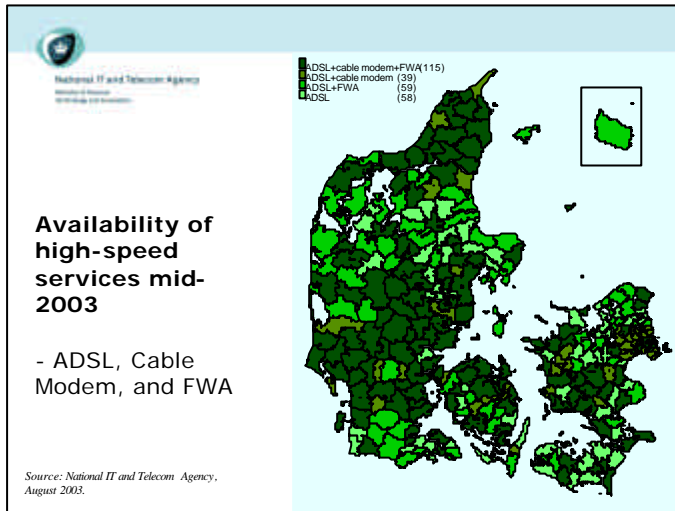 National IT and Telecom Agency
Availability of
high-speed
services mid-
2003
- ADSL, Cable
Modem, and FWA
Source: National IT and Telecom Agency,
August 2003.
ADSL+cable modem+FWA(115)
ADSL+cable modem (39)
ADSL+FWA (59)
ADSL (58)